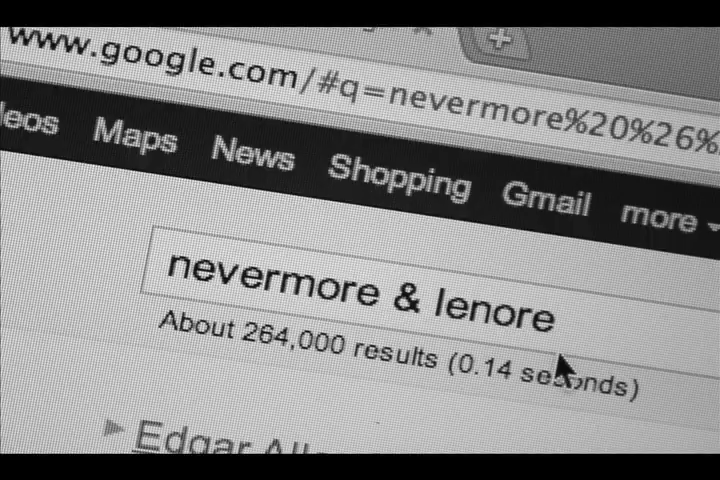 www.google.com/#q=nevermore%20%26%
Maps News Shopping Gmail more
nevermore & lenore
About 264,000 results (0.14 seconds)
Edgar